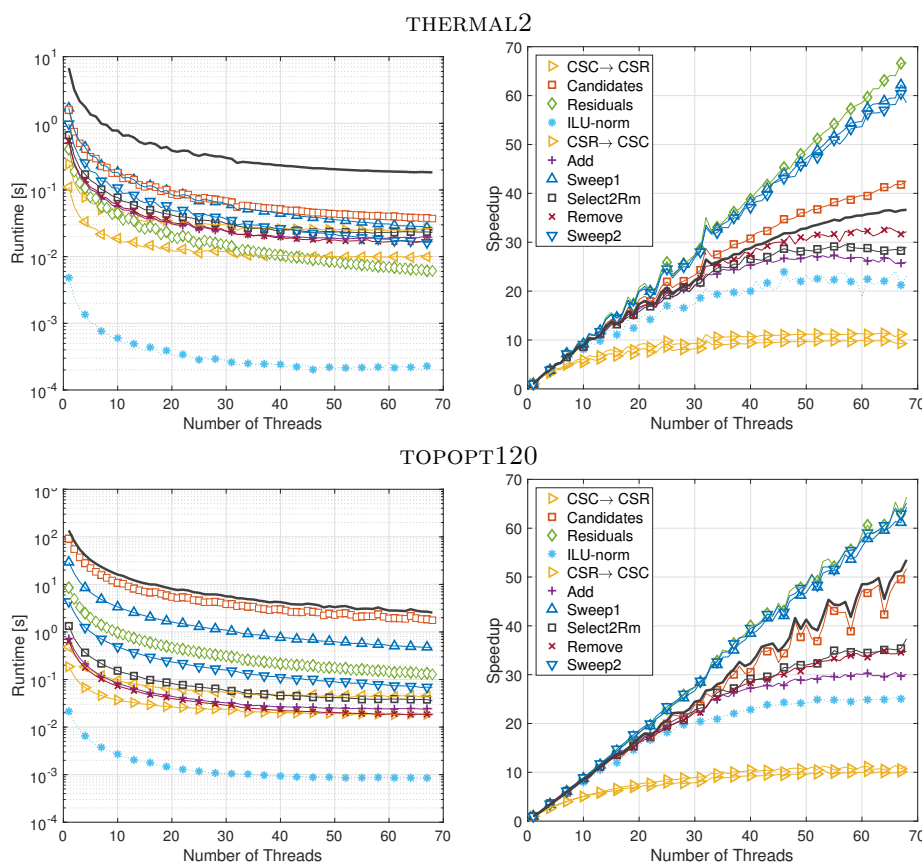 THERMAL2
10^1
10^0
10^-1
10^-2
10^-3
10^-4
Runtime [s]
0 10 20 30 40 50 60 70
Number of Threads
70
60
50
40
30
20
10
0
Speedup
CSC→ CSR
Candidates
Residuals
ILU-norm
CSR→ CSC
Add
Sweep1
Select2Rm
Remove
Sweep2
0 10 20 30 40 50 60 70
Number of Threads
TOPOPT120
10^3
10^2
10^1
10^0
10^-1
10^-2
10^-3
10^-4
Runtime [s]
0 10 20 30 40 50 60 70
Number of Threads
70
60
50
40
30
20
10
0
Speedup
CSC→ CSR
Candidates
Residuals
ILU-norm
CSR→ CSC
Add
Sweep1
Select2Rm
Remove
Sweep2
0 10 20 30 40 50 60 70
Number of Threads